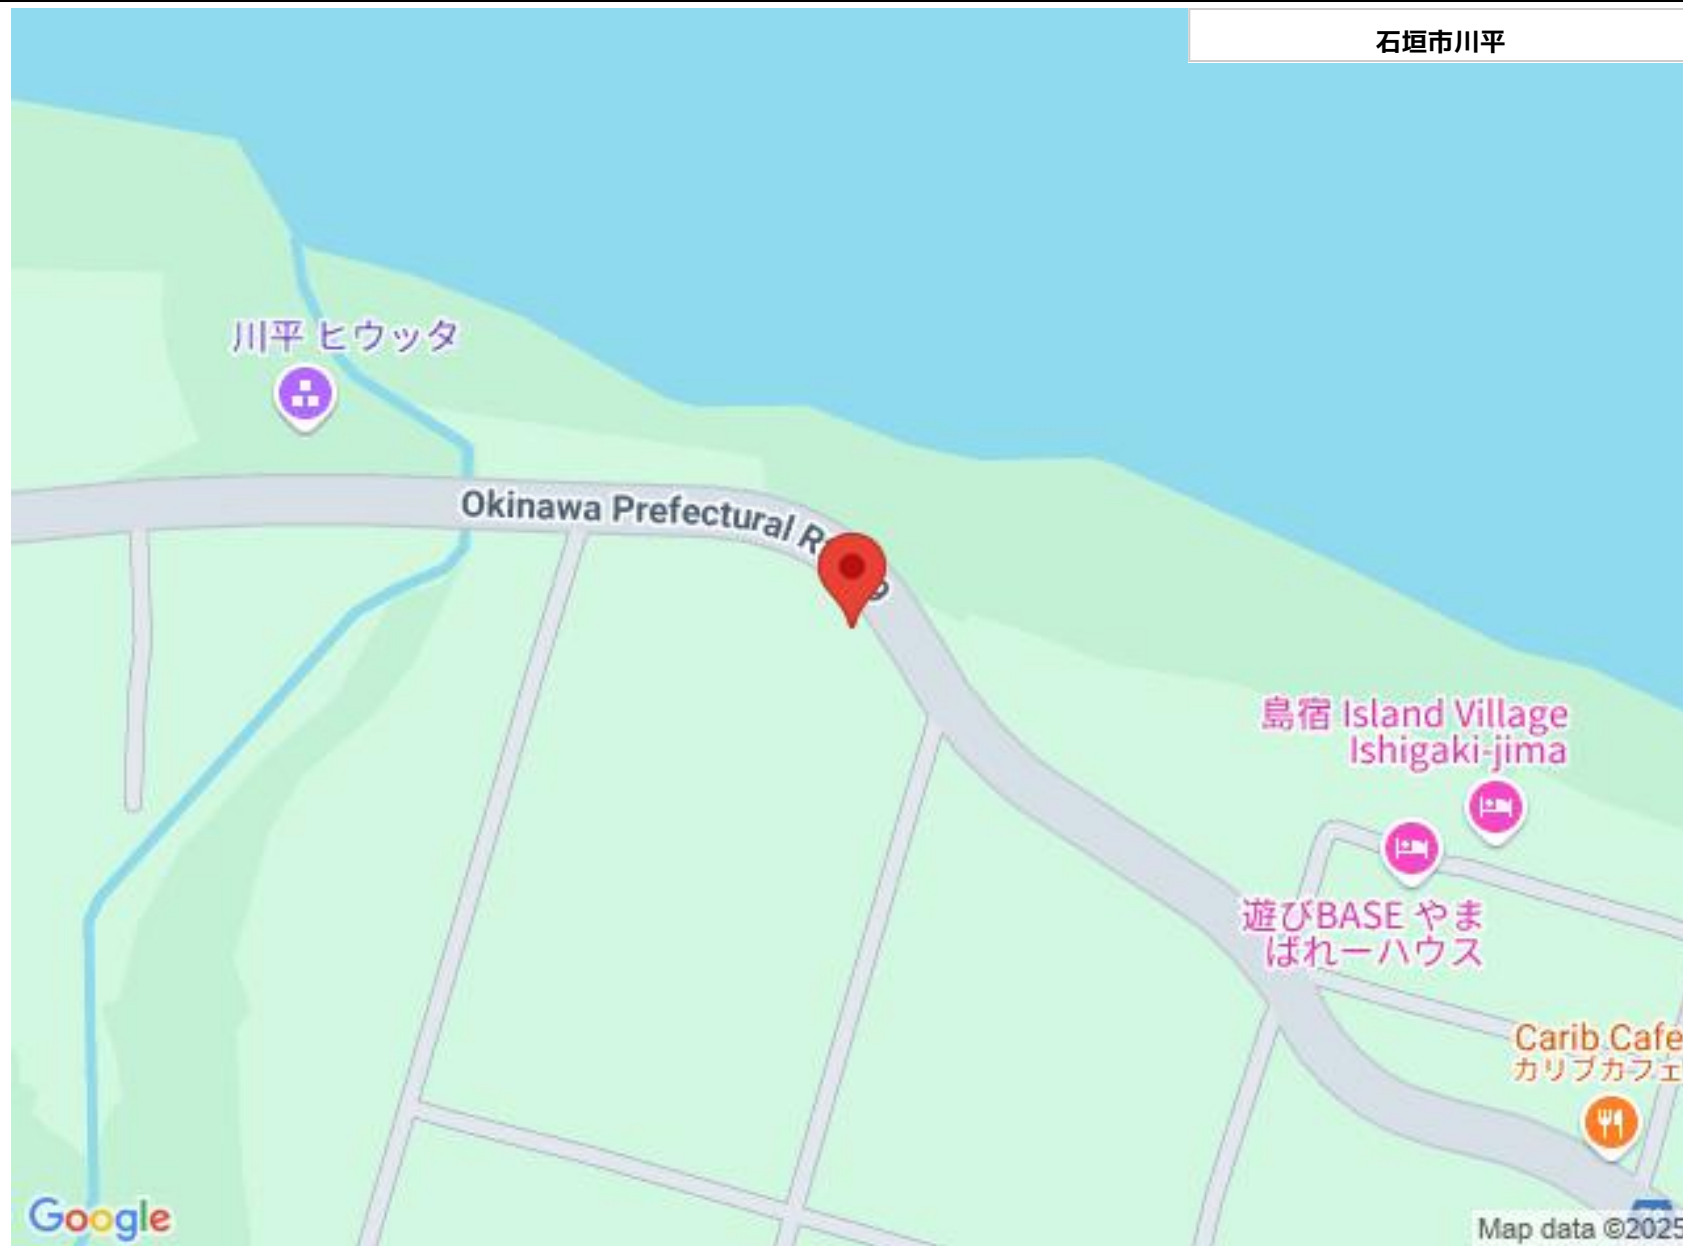 石垣市川平
川平 ヒウッタ
Okinawa Prefectural
島宿 Island Village
Ishigaki-jima
遊びBASE やま
ばれーハウス
Carib Cafe
カリブカフェ
Google
Map data ©2025